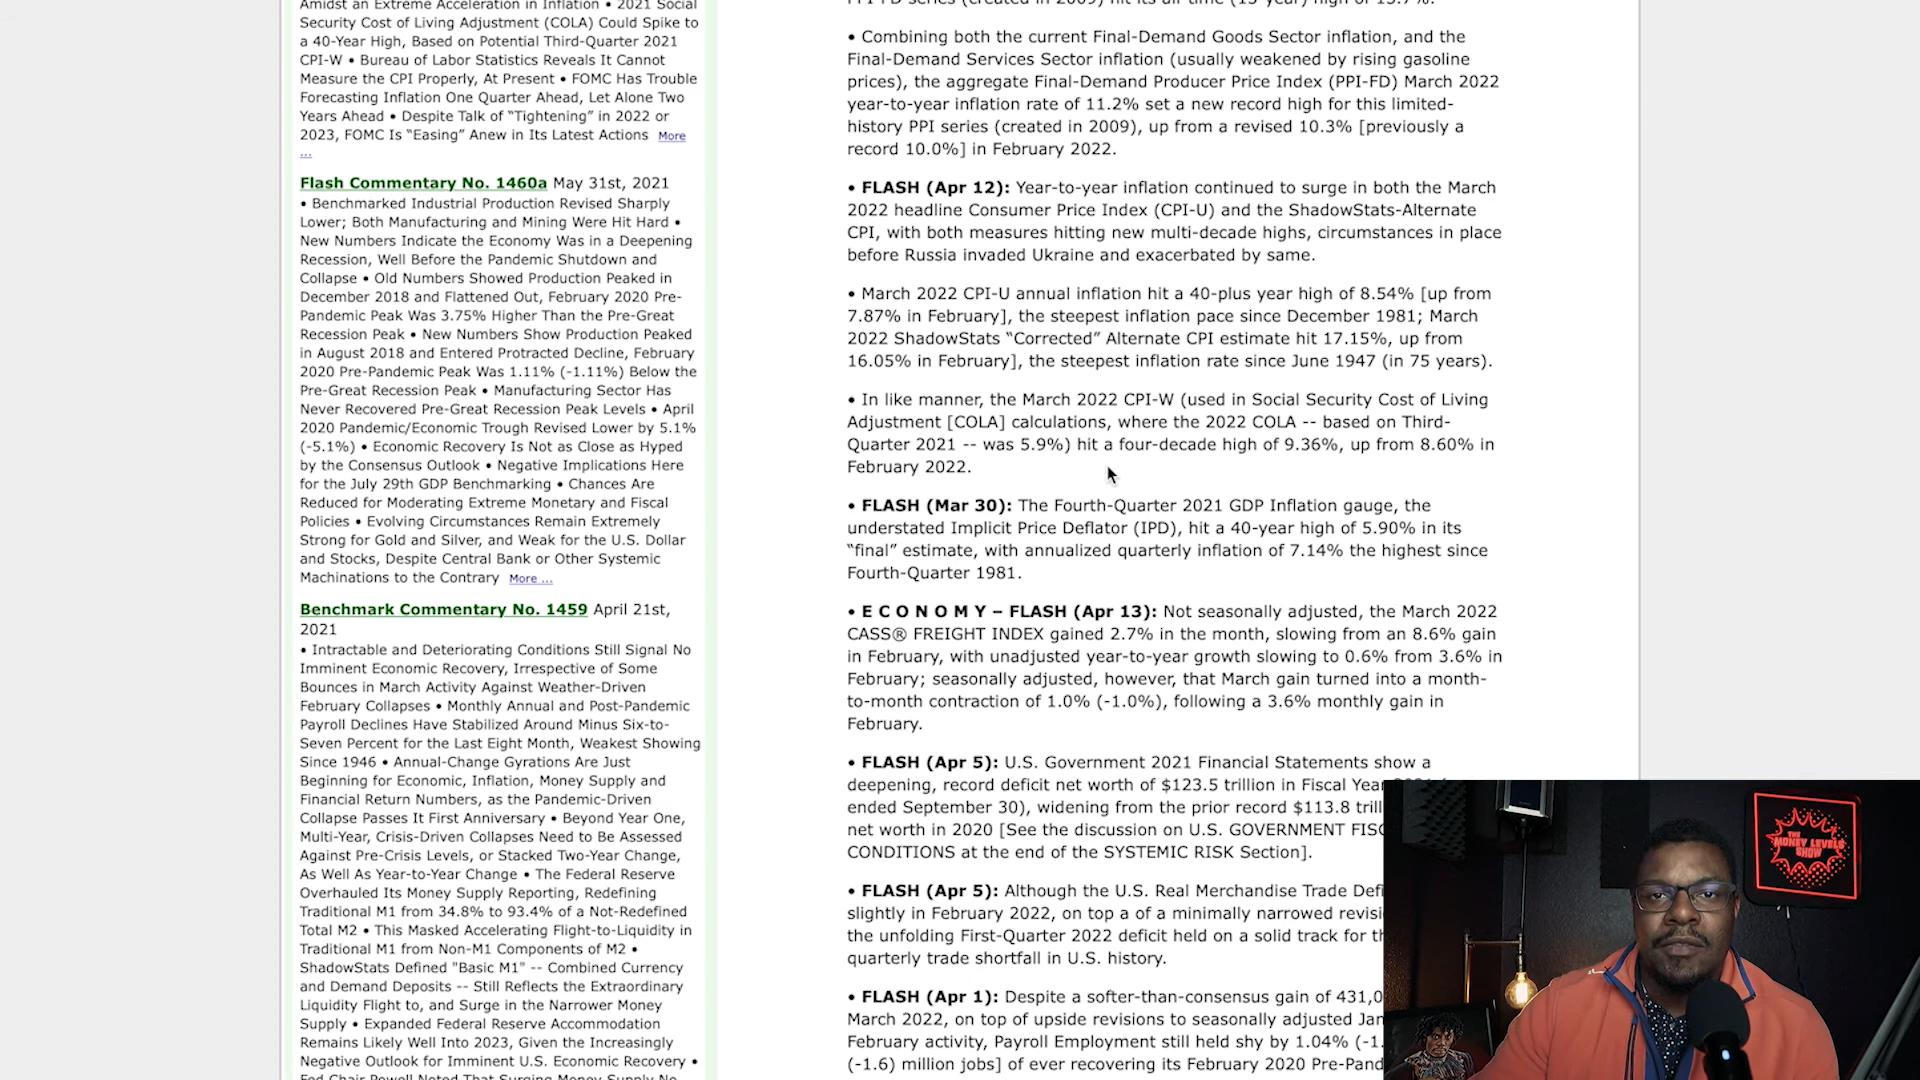 Amidst an Extreme Acceleration in Inflation • 2021 Social
Security Cost of Living Adjustment (COLA) Could Spike to
a 40-Year High, Based on Potential Third-Quarter 2021
CPI-W • Bureau of Labor Statistics Reveals It Cannot
Measure the CPI Properly, At Present • FOMC Has Trouble
Forecasting Inflation One Quarter Ahead, Let Alone Two
Years Ahead • Despite Talk of “Tightening” in 2022 or
2023, FOMC Is “Easing” Anew in Its Latest Actions More
...
Flash Commentary No. 1460a May 31st, 2021
• Benchmarked Industrial Production Revised Sharply
Lower; Both Manufacturing and Mining Were Hit Hard •
New Numbers Indicate the Economy Was in a Deepening
Recession, Well Before the Pandemic Shutdown and
Collapse • Old Numbers Showed Production Peaked in
December 2018 and Flattened Out, February 2020 Pre-
Pandemic Peak Was 3.75% Higher Than the Pre-Great
Recession Peak • New Numbers Show Production Peaked
in August 2018 and Entered Protracted Decline, February
2020 Pre-Pandemic Peak Was 1.11% (-1.11%) Below the
Pre-Great Recession Peak • Manufacturing Sector Has
Never Recovered Pre-Great Recession Peak Levels • April
2020 Pandemic/Economic Trough Revised Lower by 5.1%
(-5.1%) • Economic Recovery Is Not as Close as Hyped
by the Consensus Outlook • Negative Implications Here
for the July 29th GDP Benchmarking • Chances Are
Reduced for Moderating Extreme Monetary and Fiscal
Policies • Evolving Circumstances Remain Extremely
Strong for Gold and Silver, and Weak for the U.S. Dollar
and Stocks, Despite Central Bank or Other Systemic
Machinations to the Contrary More ...
Benchmark Commentary No. 1459 April 21st,
2021
• Intractable and Deteriorating Conditions Still Signal No
Imminent Economic Recovery, Irrespective of Some
Bounces in March Activity Against Weather-Driven
February Collapses • Monthly Annual and Post-Pandemic
Payroll Declines Have Stabilized Around Minus Six-to-
Seven Percent for the Last Eight Month, Weakest Showing
Since 1946 • Annual-Change Gyrations Are Just
Beginning for Economic, Inflation, Money Supply and
Financial Return Numbers, as the Pandemic-Driven
Collapse Passes It First Anniversary • Beyond Year One,
Multi-Year, Crisis-Driven Collapses Need to Be Assessed
Against Pre-Crisis Levels, or Stacked Two-Year Change,
As Well As Year-to-Year Change • The Federal Reserve
Overhauled Its Money Supply Reporting, Redefining
Traditional M1 from 34.8% to 93.4% of a Not-Redefined
Total M2 • This Masked Accelerating Flight-to-Liquidity in
Traditional M1 from Non-M1 Components of M2 •
ShadowStats Defined "Basic M1" -- Combined Currency
and Demand Deposits -- Still Reflects the Extraordinary
Liquidity Flight to, and Surge in the Narrower Money
Supply • Expanded Federal Reserve Accommodation
Remains Likely Well Into 2023, Given the Increasingly
Negative Outlook for Imminent U.S. Economic Recovery •
Fed Chair Powell Noted That Surging Money Supply No
PPI-FD series (created in 2009) hit its all-time (13-year) high of 15.7%.
• Combining both the current Final-Demand Goods Sector inflation, and the
Final-Demand Services Sector inflation (usually weakened by rising gasoline
prices), the aggregate Final-Demand Producer Price Index (PPI-FD) March 2022
year-to-year inflation rate of 11.2% set a new record high for this limited-
history PPI series (created in 2009), up from a revised 10.3% [previously a
record 10.0%] in February 2022.
• FLASH (Apr 12): Year-to-year inflation continued to surge in both the March
2022 headline Consumer Price Index (CPI-U) and the ShadowStats-Alternate
CPI, with both measures hitting new multi-decade highs, circumstances in place
before Russia invaded Ukraine and exacerbated by same.
• March 2022 CPI-U annual inflation hit a 40-plus year high of 8.54% [up from
7.87% in February], the steepest inflation pace since December 1981; March
2022 ShadowStats “Corrected” Alternate CPI estimate hit 17.15%, up from
16.05% in February], the steepest inflation rate since June 1947 (in 75 years).
• In like manner, the March 2022 CPI-W (used in Social Security Cost of Living
Adjustment [COLA] calculations, where the 2022 COLA -- based on Third-
Quarter 2021 -- was 5.9%) hit a four-decade high of 9.36%, up from 8.60% in
February 2022.
• FLASH (Mar 30): The Fourth-Quarter 2021 GDP Inflation gauge, the
understated Implicit Price Deflator (IPD), hit a 40-year high of 5.90% in its
“final” estimate, with annualized quarterly inflation of 7.14% the highest since
Fourth-Quarter 1981.
• E C O N O M Y – FLASH (Apr 13): Not seasonally adjusted, the March 2022
CASS® FREIGHT INDEX gained 2.7% in the month, slowing from an 8.6% gain
in February, with unadjusted year-to-year growth slowing to 0.6% from 3.6% in
February; seasonally adjusted, however, that March gain turned into a month-
to-month contraction of 1.0% (-1.0%), following a 3.6% monthly gain in
February.
• FLASH (Apr 5): U.S. Government 2021 Financial Statements show a
deepening, record deficit net worth of $123.5 trillion in Fiscal Year
ended September 30), widening from the prior record $113.8
net worth in 2020 [See the discussion on U.S. GOVERNMENT
CONDITIONS at the end of the SYSTEMIC RISK Section].
• FLASH (Apr 5): Although the U.S. Real Merchandise Trade
slightly in February 2022, on top a of a minimally narrowed
the unfolding First-Quarter 2022 deficit held on a solid track for
quarterly trade shortfall in U.S. history.
• FLASH (Apr 1): Despite a softer-than-consensus gain of 431,0
March 2022, on top of upside revisions to seasonally adjusted
February activity, Payroll Employment still held shy by 1.04% (-1.
(-1.6) million jobs] of ever recovering its February 2020
THE
MONEY LEVELS
SHOW